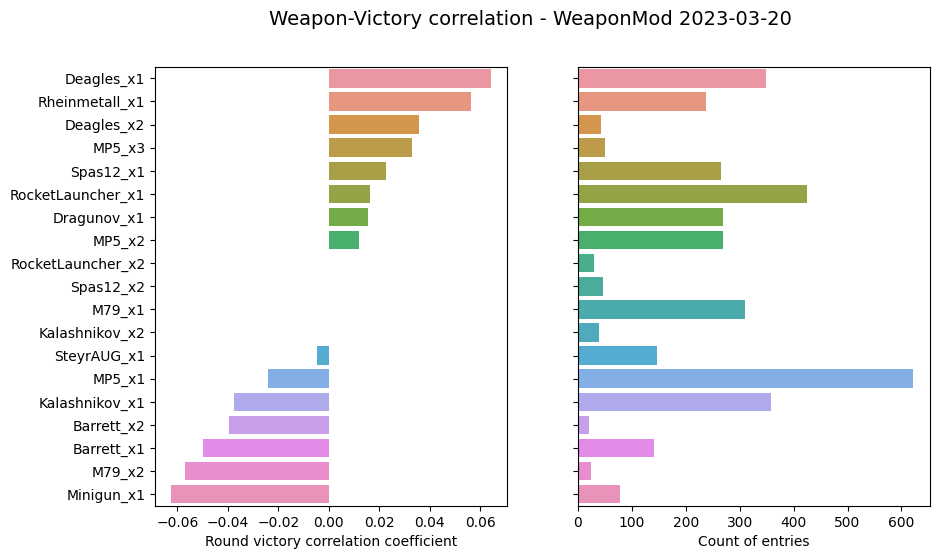 Weapon-Victory correlation - WeaponMod 2023-03-20
Deagles_x1
Rheinmetall_x1
Deagles_x2
MP5_x3
Spas12_x1
RocketLauncher_x1
Dragunov_x1
MP5_x2
RocketLauncher_x2
Spas12_x2
M79_x1
Kalashnikov_x2
SteyrAUG_x1
MP5_x1
Kalashnikov_x1
Barrett_x2
Barrett_x1
M79_x2
Minigun_x1
−0.06 −0.04 −0.02 0.00 0.02 0.04 0.06
Round victory correlation coefficient
0 100 200 300 400 500 600
Count of entries